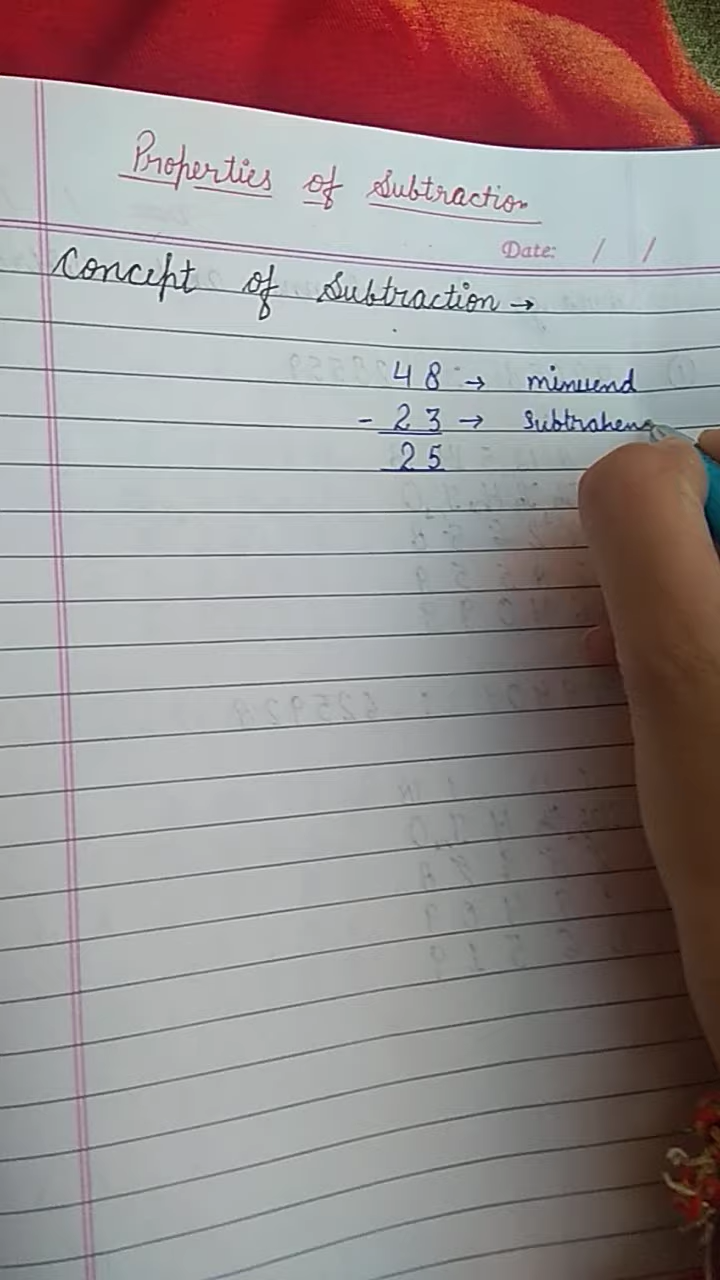 Properties of Subtraction
Date: / /
Concept of Subtraction →
48 → minuend
- 23 → Subtrahend
25